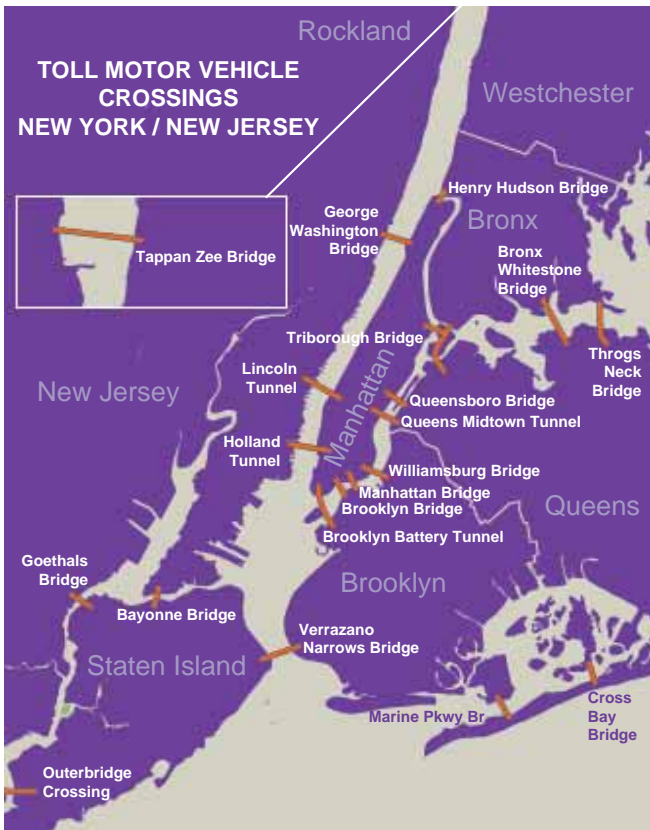 Rockland
TOLL MOTOR VEHICLE
CROSSINGS
NEW YORK / NEW JERSEY
Westchester
Henry Hudson Bridge
George
Washington
Bridge
Bronx
Tappan Zee Bridge
Bronx
Whitestone
Bridge
Triborough Bridge
Throgs
Neck
Bridge
Manhattan
Lincoln
Tunnel
New Jersey
Queensboro Bridge
Queens Midtown Tunnel
Holland
Tunnel
Williamsburg Bridge
Manhattan Bridge
Brooklyn Bridge
Queens
Brooklyn Battery Tunnel
Goethals
Bridge
Brooklyn
Bayonne Bridge
Verrazano
Narrows Bridge
Staten Island
Marine Pkwy Br
Cross
Bay
Bridge
Outerbridge
Crossing